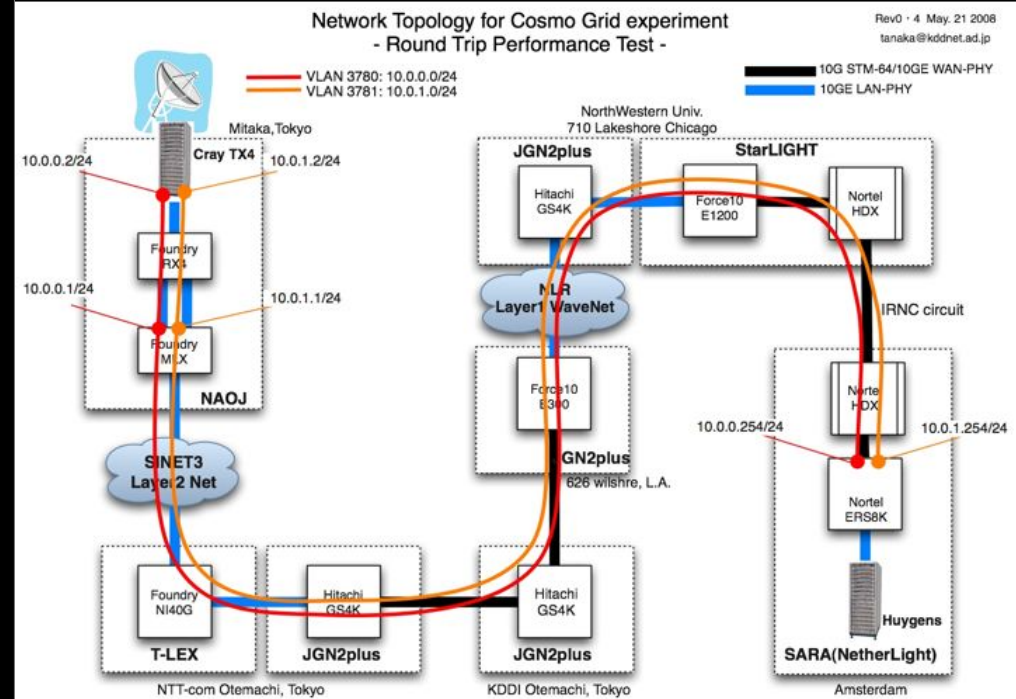 Network Topology for Cosmo Grid experiment
- Round Trip Performance Test -
Rev0・4 May. 21 2008
tanaka@kddnet.ad.jp
VLAN 3780: 10.0.0.0/24
VLAN 3781: 10.0.1.0/24
10G STM-64/10GE WAN-PHY
10GE LAN-PHY
Mitaka,Tokyo
Cray TX4
10.0.0.2/24
10.0.1.2/24
Foundry
RX4
10.0.0.1/24
10.0.1.1/24
Foundry
MLX
NAOJ
SINET3
Layer2 Net
Foundry
NI40G
T-LEX
Hitachi
GS4K
JGN2plus
NTT-com Otemachi, Tokyo
Hitachi
GS4K
JGN2plus
KDDI Otemachi, Tokyo
Force10
E300
GN2plus
626 wilshre, L.A.
NLR
Layer1 WaveNet
NorthWestern Univ.
710 Lakeshore Chicago
JGN2plus
Hitachi
GS4K
StarLIGHT
Force10
E1200
Nortel
HDX
IRNC circuit
Nortel
HDX
10.0.0.254/24
10.0.1.254/24
Nortel
ERS8K
Huygens
SARA(NetherLight)
Amsterdam